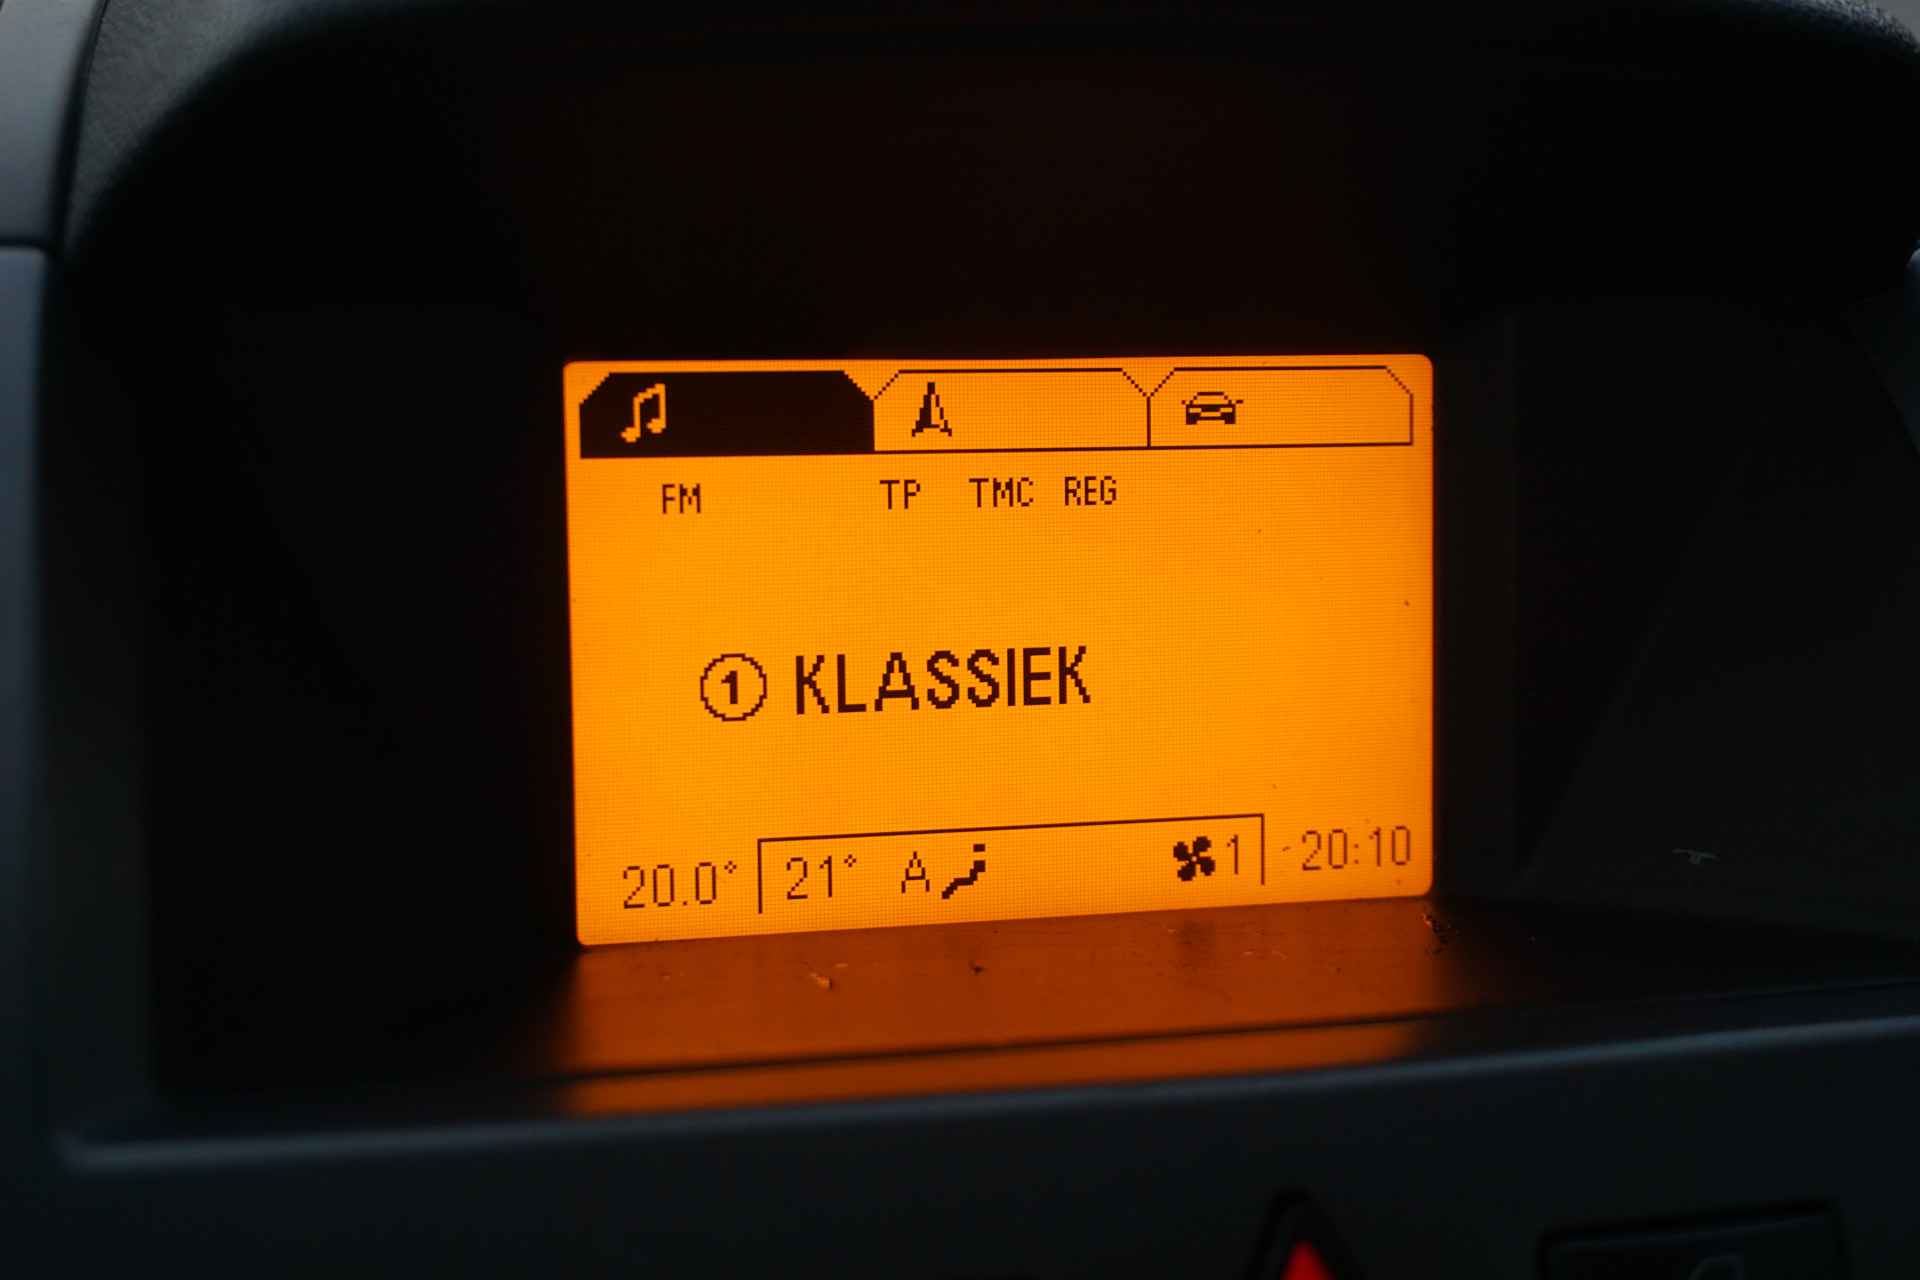 FM TP TMC REG
1 KLASSIEK
20.0° 21° A 1 20:10